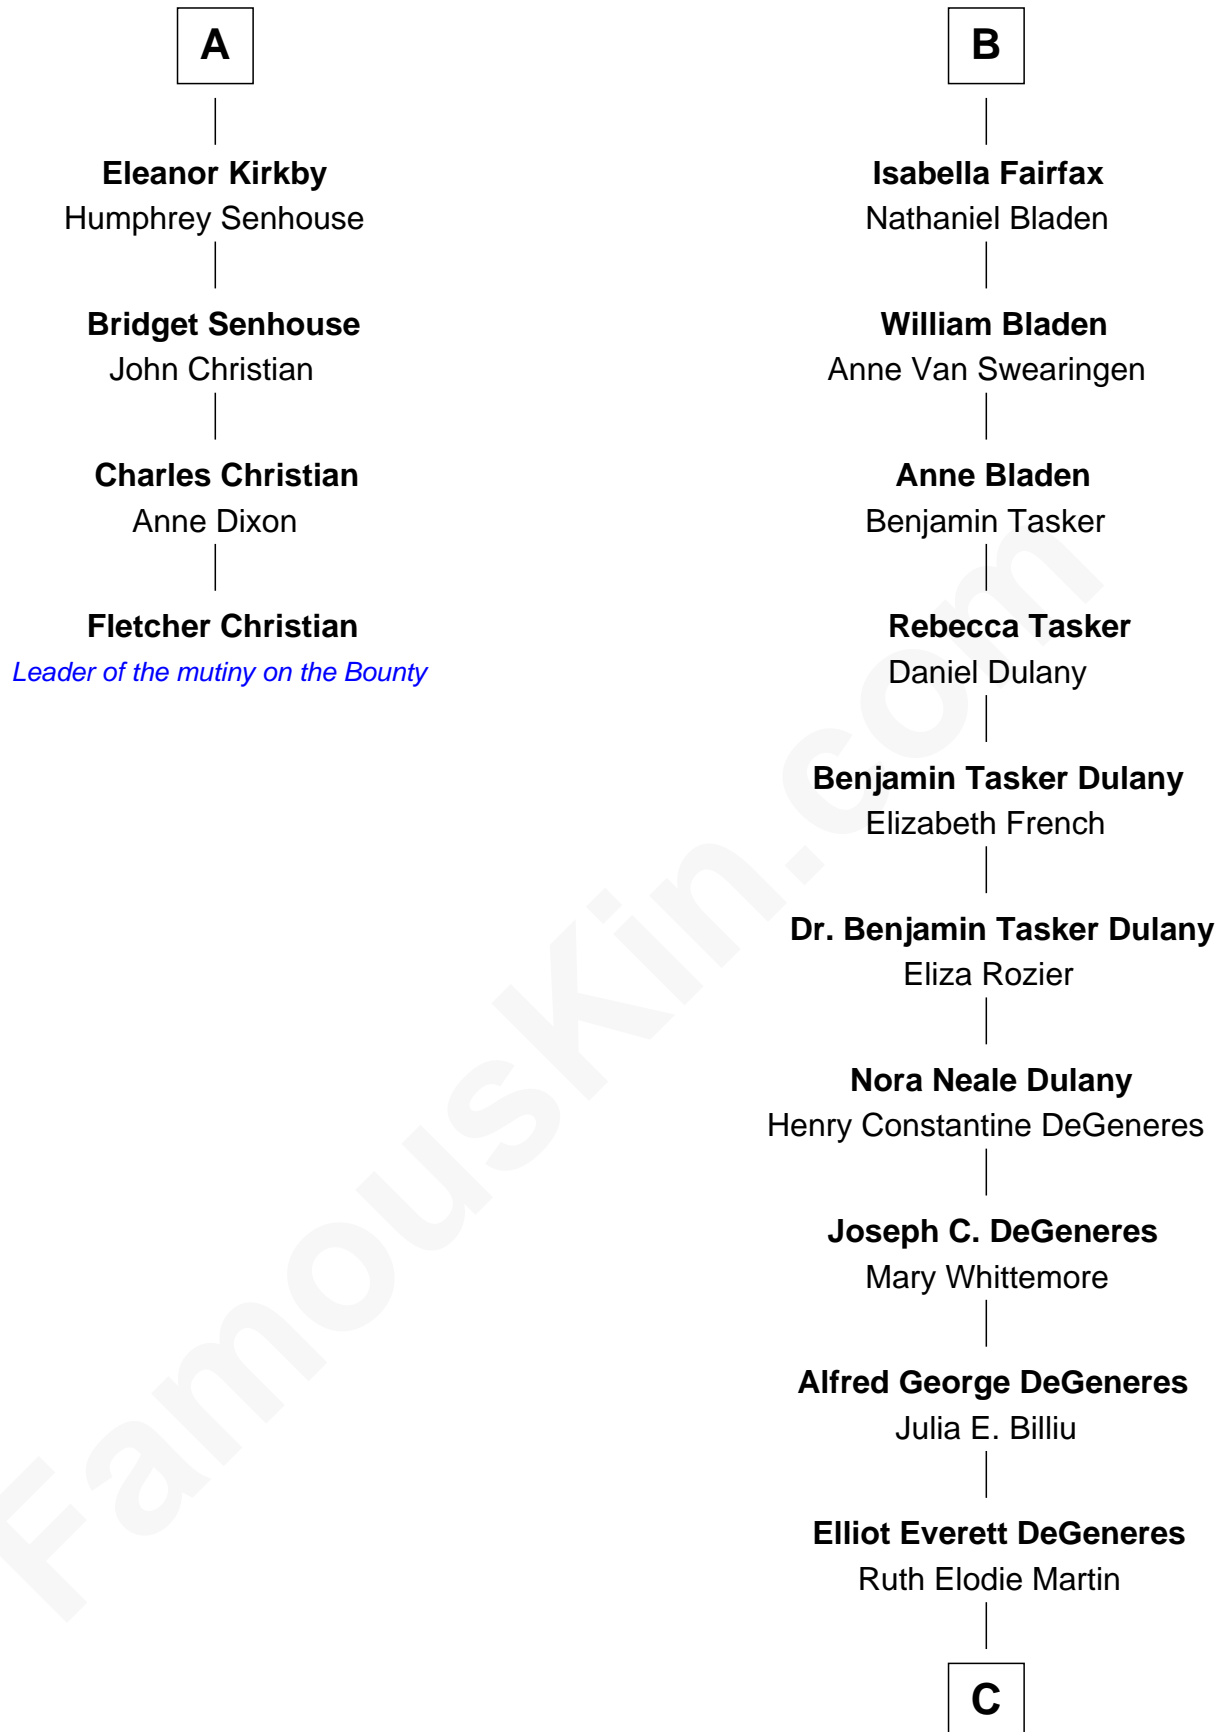 A
Eleanor Kirkby
Humphrey Senhouse
Bridget Senhouse
John Christian
Charles Christian
Anne Dixon
Fletcher Christian
Leader of the mutiny on the Bounty
B
Isabella Fairfax
Nathaniel Bladen
William Bladen
Anne Van Swearingen
Anne Bladen
Benjamin Tasker
Rebecca Tasker
Daniel Dulany
Benjamin Tasker Dulany
Elizabeth French
Dr. Benjamin Tasker Dulany
Eliza Rozier
Nora Neale Dulany
Henry Constantine DeGeneres
Joseph C. DeGeneres
Mary Whittemore
Alfred George DeGeneres
Julia E. Billiu
Elliot Everett DeGeneres
Ruth Elodie Martin
C
FamousKin.com